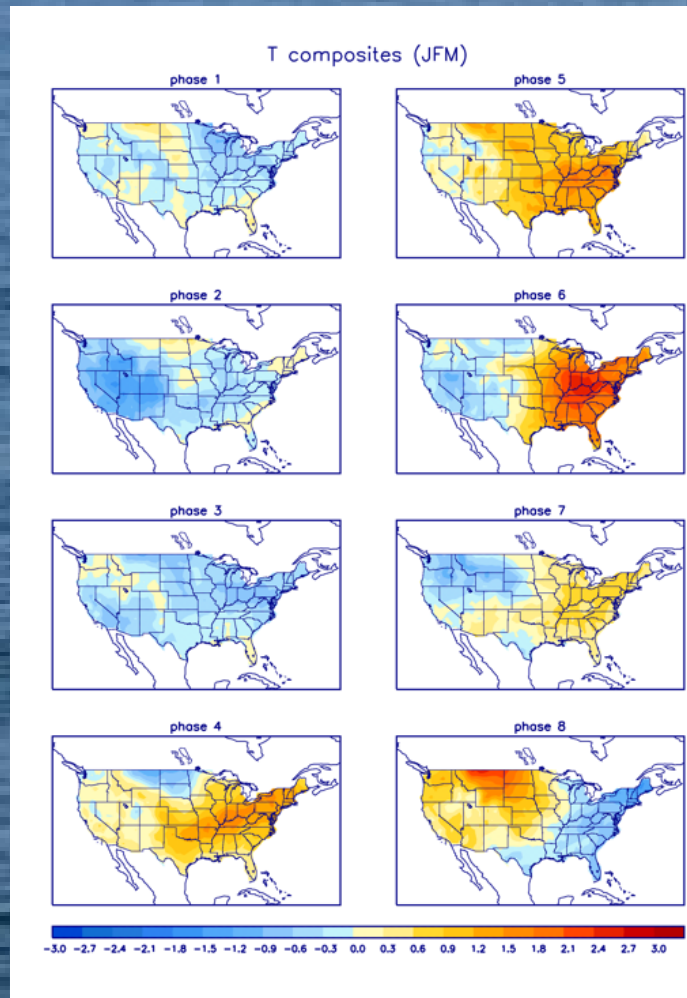 T composites (JFM)
phase 1
phase 5
phase 2
phase 6
phase 3
phase 7
phase 4
phase 8
-3.0 -2.7 -2.4 -2.1 -1.8 -1.5 -1.2 -0.9 -0.6 -0.3 0.0 0.3 0.6 0.9 1.2 1.5 1.8 2.1 2.4 2.7 3.0